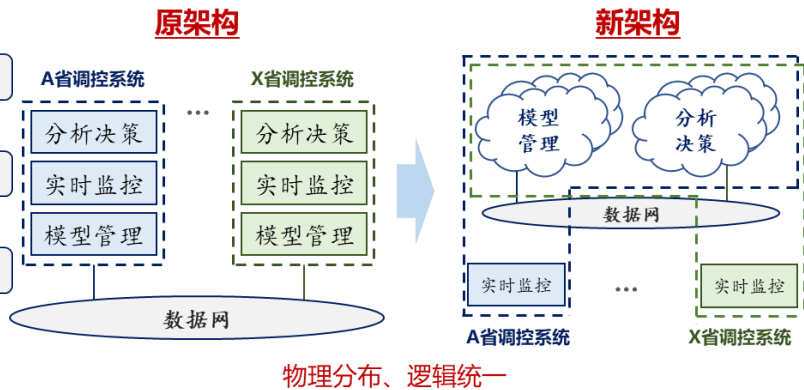 原架构
新架构
A省调控系统
...
X省调控系统
分析决策
实时监控
模型管理
分析决策
实时监控
模型管理
数据网
模型
管理
分析
决策
数据网
实时监控
...
实时监控
A省调控系统
X省调控系统
物理分布、逻辑统一